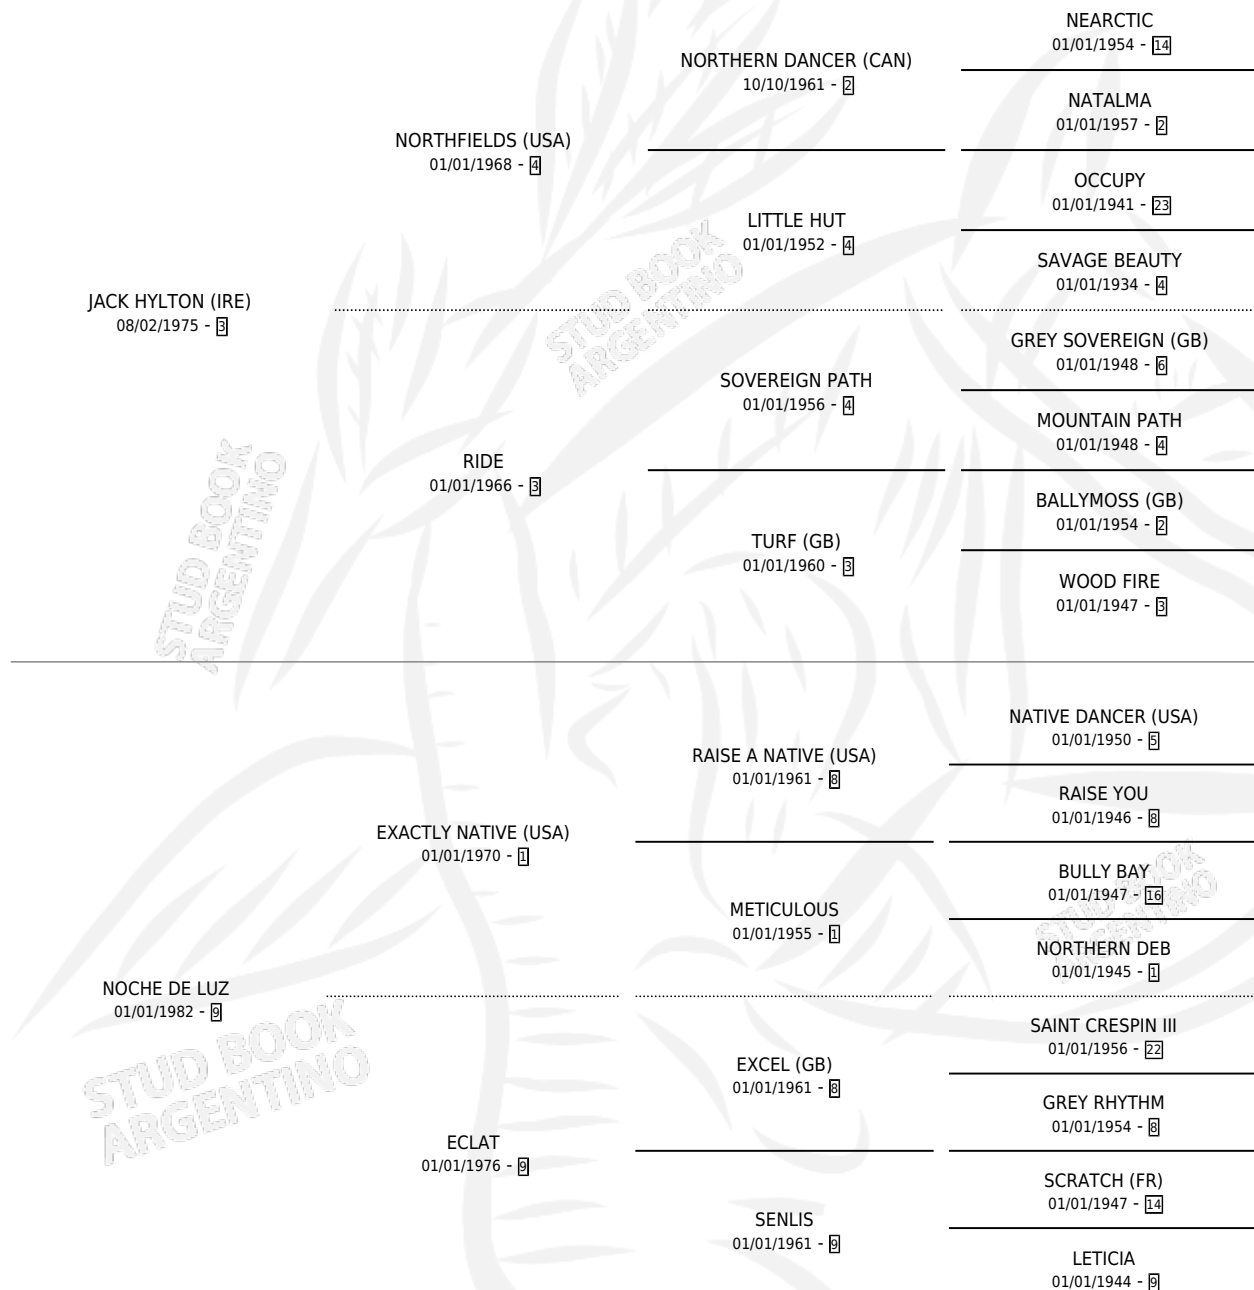 NEARCTIC
01/01/1954 - 14
NORTHERN DANCER (CAN)
10/10/1961 - 2
NATALMA
01/01/1957 - 2
NORTHFIELDS (USA)
01/01/1968 - 4
OCCUPY
01/01/1941 - 23
LITTLE HUT
01/01/1952 - 4
SAVAGE BEAUTY
01/01/1934 - 4
JACK HYLTON (IRE)
08/02/1975 - 3
GREY SOVEREIGN (GB)
01/01/1948 - 6
SOVEREIGN PATH
01/01/1956 - 4
MOUNTAIN PATH
01/01/1948 - 4
RIDE
01/01/1966 - 3
BALLYMOSS (GB)
01/01/1954 - 2
TURF (GB)
01/01/1960 - 3
WOOD FIRE
01/01/1947 - 3
NATIVE DANCER (USA)
01/01/1950 - 5
RAISE A NATIVE (USA)
01/01/1961 - 8
RAISE YOU
01/01/1946 - 8
EXACTLY NATIVE (USA)
01/01/1970 - 1
BULLY BAY
01/01/1947 - 16
METICULOUS
01/01/1955 - 1
NORTHERN DEB
01/01/1945 - 1
NOCHE DE LUZ
01/01/1982 - 9
SAINT CRESPIN III
01/01/1956 - 22
EXCEL (GB)
01/01/1961 - 8
GREY RHYTHM
01/01/1954 - 8
ECLAT
01/01/1976 - 9
SCRATCH (FR)
01/01/1947 - 14
SENLIS
01/01/1961 - 9
LETICIA
01/01/1944 - 9
STUD BOOK
ARGENTINO
STUD BOOK
ARGENTINO
STUD BOOK
ARGENTINO
STUD BOOK
ARGENTINO